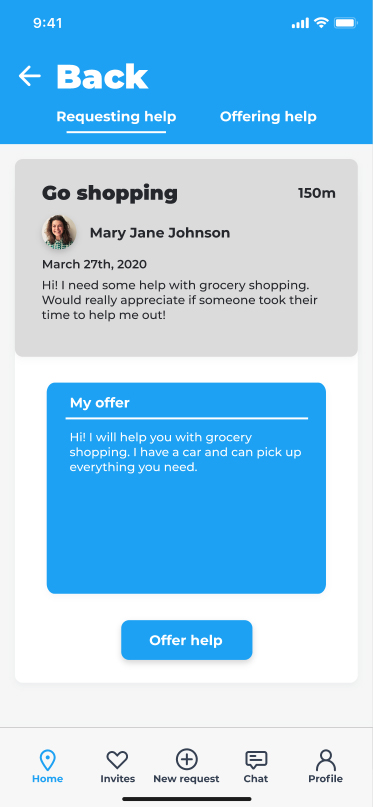 9:41
Back
Requesting help
Offering help
Go shopping
150m
Mary Jane Johnson
March 27th, 2020
Hi! I need some help with grocery shopping.
Would really appreciate if someone took their
time to help me out!
My offer
Hi! I will help you with grocery
shopping. I have a car and can pick up
everything you need.
Offer help
Home
Invites
New request
Chat
Profile